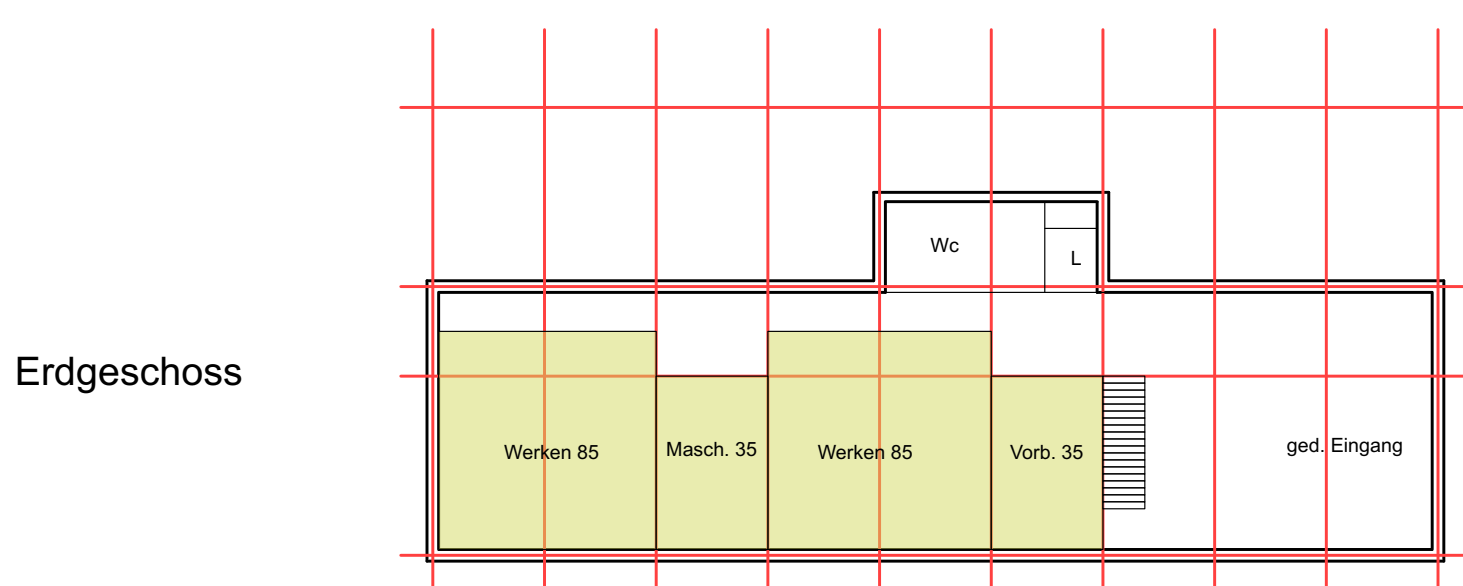 Wc
L
Erdgeschoss
Werken 85
Masch. 35
Werken 85
Vorb. 35
ged. Eingang